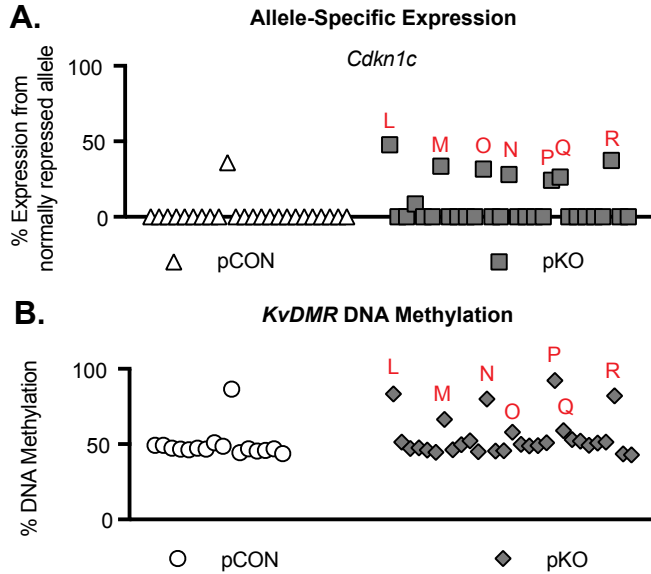 A. Allele-Specific Expression
Cdkn1c
% Expression from
normally repressed allele
100
50
0
L
M
O
N
P
Q
R
pCON
pKO
B. KvDMR DNA Methylation
% DNA Methylation
100
50
0
L
M
N
O
P
Q
R
pCON
pKO